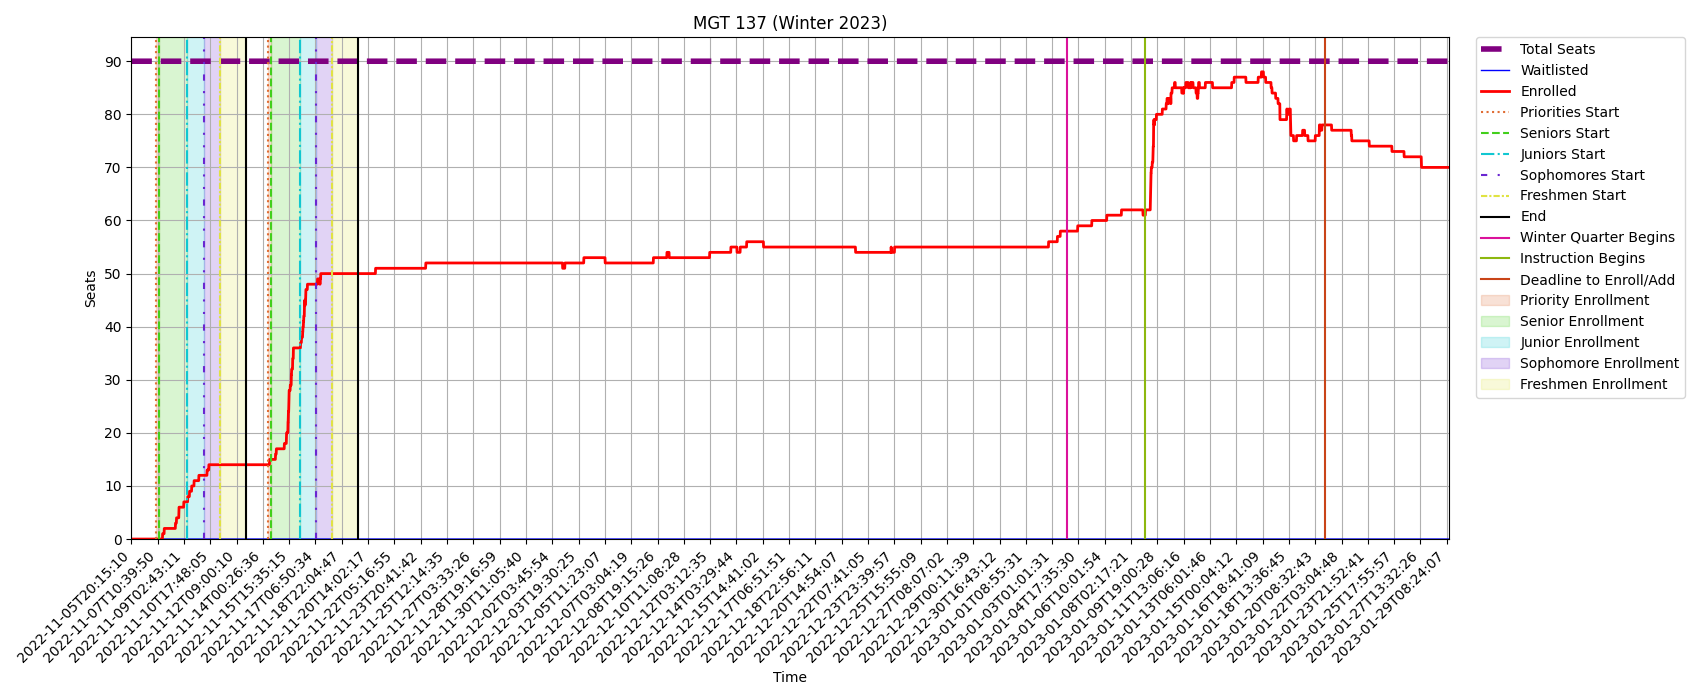 MGT 137 (Winter 2023)
Total Seats
Waitlisted
Enrolled
Priorities Start
Seniors Start
Juniors Start
Sophomores Start
Freshmen Start
End
Winter Quarter Begins
Instruction Begins
Deadline to Enroll/Add
Priority Enrollment
Senior Enrollment
Junior Enrollment
Sophomore Enrollment
Freshmen Enrollment
Seats
90
80
70
60
50
40
30
20
10
0
2022-11-05T20:15:10
2022-11-07T10:39:50
2022-11-09T02:43:11
2022-11-10T17:48:05
2022-11-12T09:00:16
2022-11-14T00:26:36
2022-11-15T15:35:15
2022-11-17T06:50:34
2022-11-18T22:04:47
2022-11-20T14:02:17
2022-11-22T05:16:55
2022-11-23T20:41:42
2022-11-25T12:14:35
2022-11-27T03:33:26
2022-11-28T19:16:59
2022-11-30T11:05:40
2022-12-02T03:45:54
2022-12-03T19:30:25
2022-12-05T11:23:07
2022-12-07T03:04:19
2022-12-08T19:15:26
2022-12-10T11:08:28
2022-12-12T03:12:35
2022-12-14T03:29:44
2022-12-15T14:41:02
2022-12-17T06:51:51
2022-12-18T22:56:11
2022-12-20T14:54:07
2022-12-22T07:41:05
2022-12-23T23:39:57
2022-12-25T15:55:09
2022-12-27T08:07:02
2022-12-29T00:11:39
2022-12-30T16:43:12
2023-01-01T08:55:31
2023-01-03T01:01:31
2023-01-04T17:35:30
2023-01-06T10:01:54
2023-01-08T02:17:21
2023-01-09T19:00:28
2023-01-11T13:06:16
2023-01-13T06:01:46
2023-01-15T00:04:12
2023-01-16T18:41:09
2023-01-18T13:36:45
2023-01-20T08:32:43
2023-01-22T03:04:48
2023-01-23T21:52:41
2023-01-25T17:55:57
2023-01-27T13:32:26
2023-01-29T08:24:07
Time